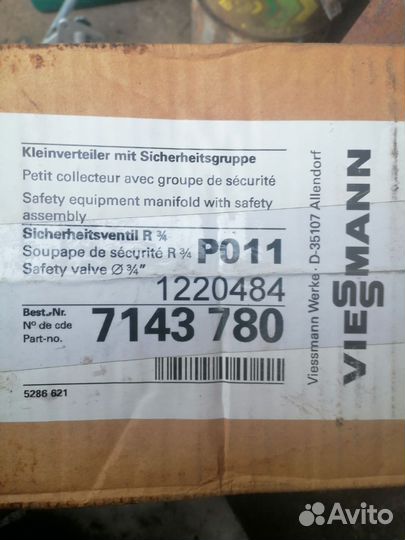 Kleinverteiler mit Sicherheitsgruppe
Petit collecteur avec groupe de sécurité
Safety equipment manifold with safety
assembly
Sicherheitsventil R ¾
Soupape de sécurité R ¾
Safety valve Ø ¾"
P011
1220484
Best.-Nr.
N° de cde
Part-no.
7143 780
5286 621
Viessmann Werke · D-35107 Allendorf
VIESSMANN
Avito